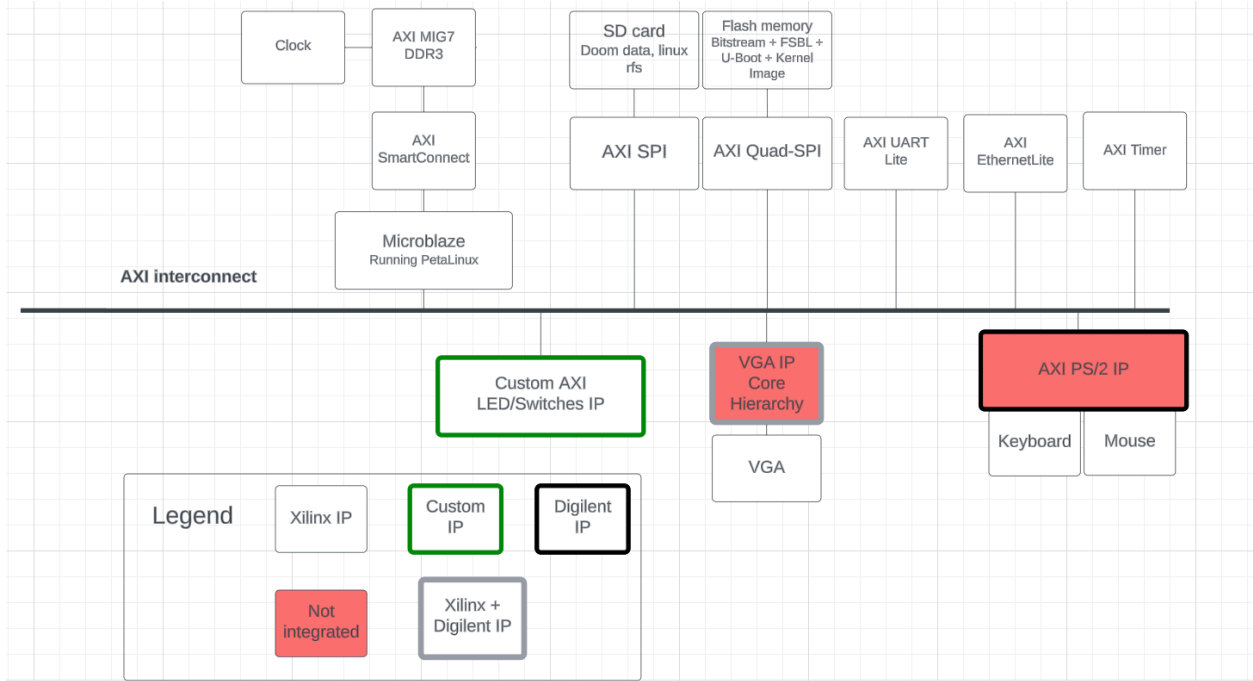 Clock
AXI MIG7
DDR3
SD card
Doom data, linux
rfs
Flash memory
Bitstream + FSBL +
U-Boot + Kernel
Image
AXI
SmartConnect
AXI SPI
AXI Quad-SPI
AXI UART
Lite
AXI
EthernetLite
AXI Timer
Microblaze
Running PetaLinux
AXI interconnect
Custom AXI
LED/Switches IP
VGA IP
Core
Hierarchy
AXI PS/2 IP
VGA
Keyboard
Mouse
Legend
Xilinx IP
Custom
IP
Digilent
IP
Not
integrated
Xilinx +
Digilent IP